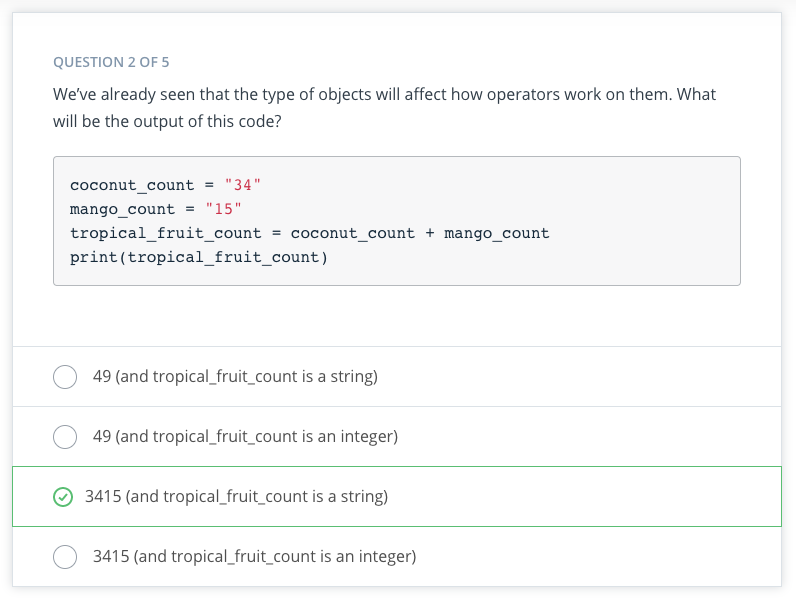 QUESTION 2 OF 5
We’ve already seen that the type of objects will affect how operators work on them. What
will be the output of this code?
coconut_count = "34"
mango_count = "15"
tropical_fruit_count = coconut_count + mango_count
print(tropical_fruit_count)
49 (and tropical_fruit_count is a string)
49 (and tropical_fruit_count is an integer)
3415 (and tropical_fruit_count is a string)
3415 (and tropical_fruit_count is an integer)